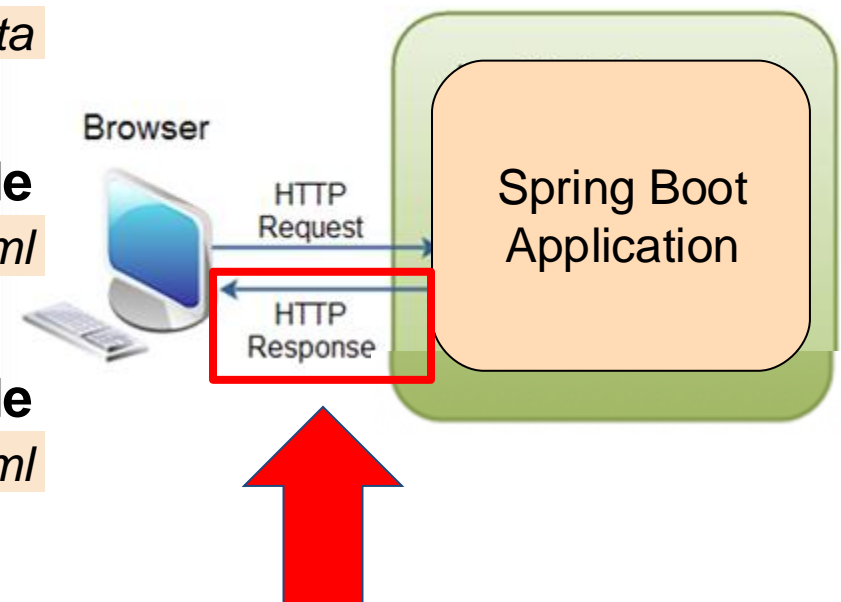 ta
Browser
le
ml
HTTP
Request
Spring Boot
Application
HTTP
Response
le
ml